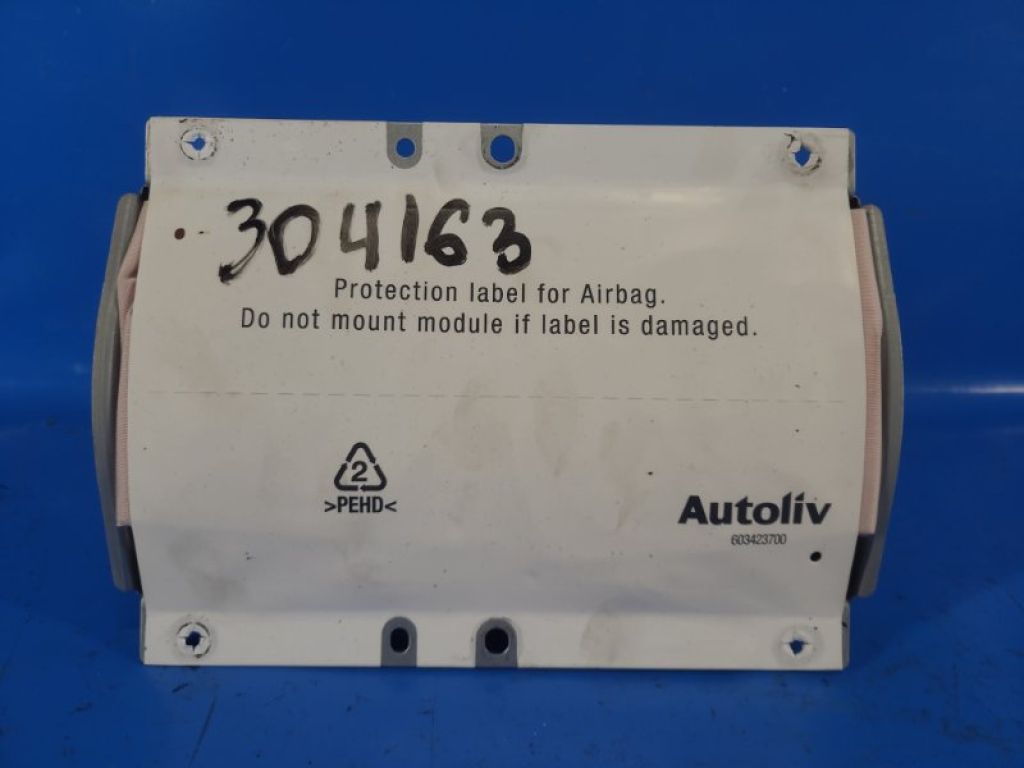 304163
Protection label for Airbag.
Do not mount module if label is damaged.
2
>PEHD<
Autoliv
603423700